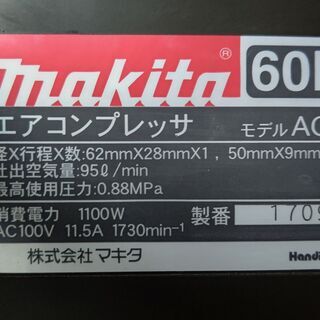 makita® 60
エアコンプレッサ モデル AC
径X行程X数:62mmX28mmX1, 50mmX9mm
吐出空気量:95ℓ/min
最高使用圧力:0.88MPa
消費電力 1100W 製番 1709
AC100V 11.5A 1730min⁻¹
株式会社マキタ Handi